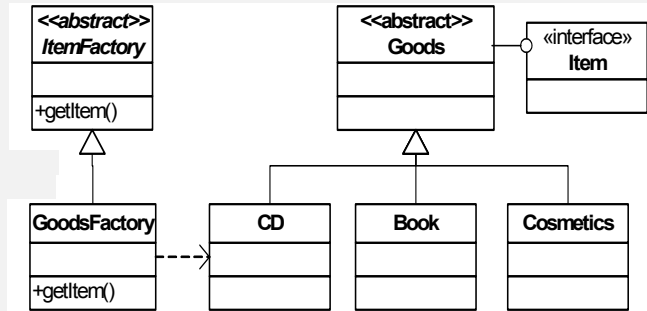 <<abstract>>
ItemFactory
+getItem()
<<abstract>>
Goods
«interface»
Item
GoodsFactory
+getItem()
CD
Book
Cosmetics